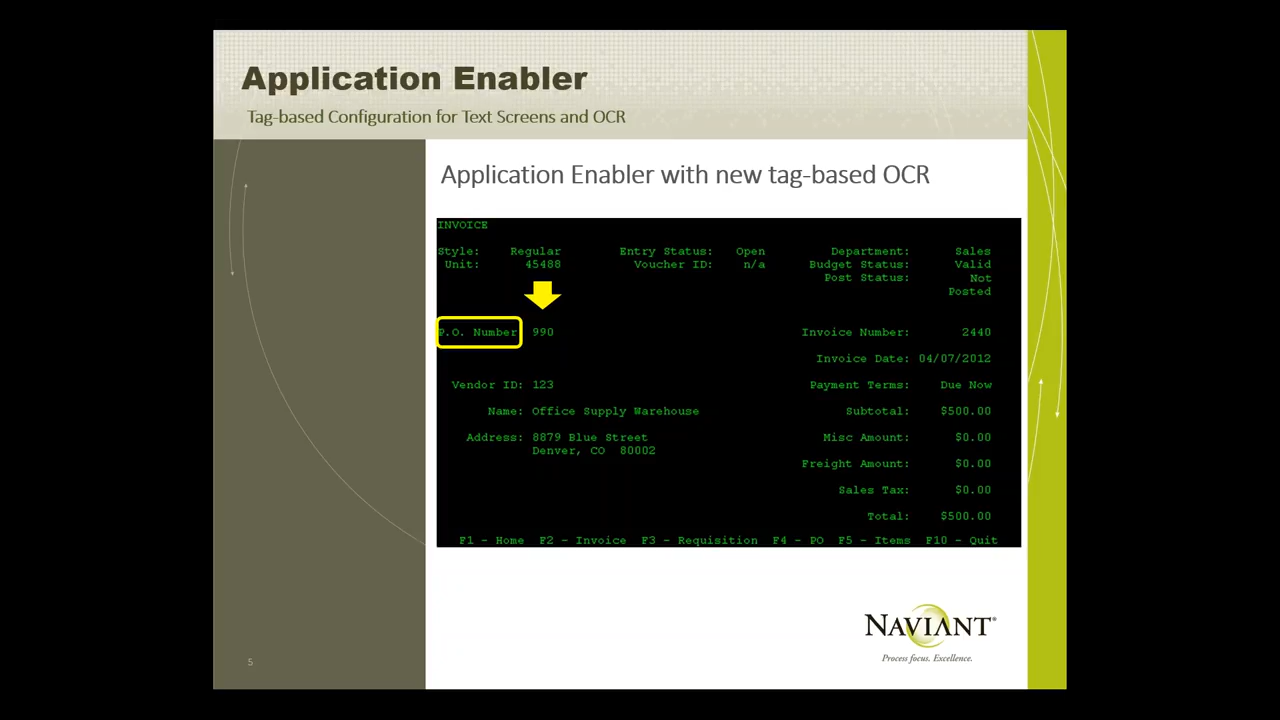 Application Enabler
Tag-based Configuration for Text Screens and OCR
Application Enabler with new tag-based OCR
INVOICE
Style: Regular Entry Status: Open Department: Sales
Unit: 45488 Voucher ID: n/a Budget Status: Valid
Post Status: Not
Posted
P.O. Number 990 Invoice Number: 2440
Invoice Date: 04/07/2012
Vendor ID: 123 Payment Terms: Due Now
Name: Office Supply Warehouse Subtotal: $500.00
Address: 8879 Blue Street Misc Amount: $0.00
Denver, CO 80002
Freight Amount: $0.00
Sales Tax: $0.00
Total: $500.00
F1 - Home F2 - Invoice F3 - Requisition F4 - PO F5 - Items F10 - Quit
NAVIANT®
Process focus. Excellence.
5